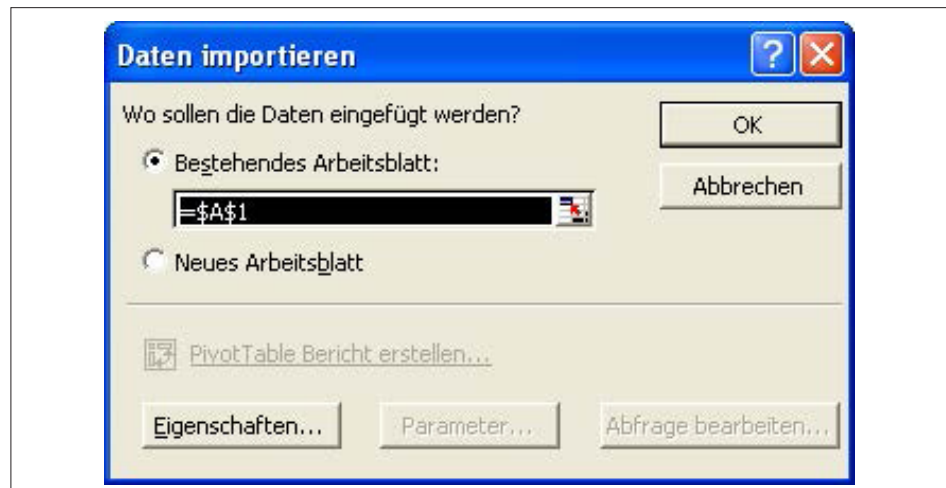 Daten importieren
Wo sollen die Daten eingefügt werden?
OK
Bestehendes Arbeitsblatt:
Abbrechen
=$A$1
Neues Arbeitsblatt
PivotTable Bericht erstellen...
Eigenschaften...
Parameter...
Abfrage bearbeiten...